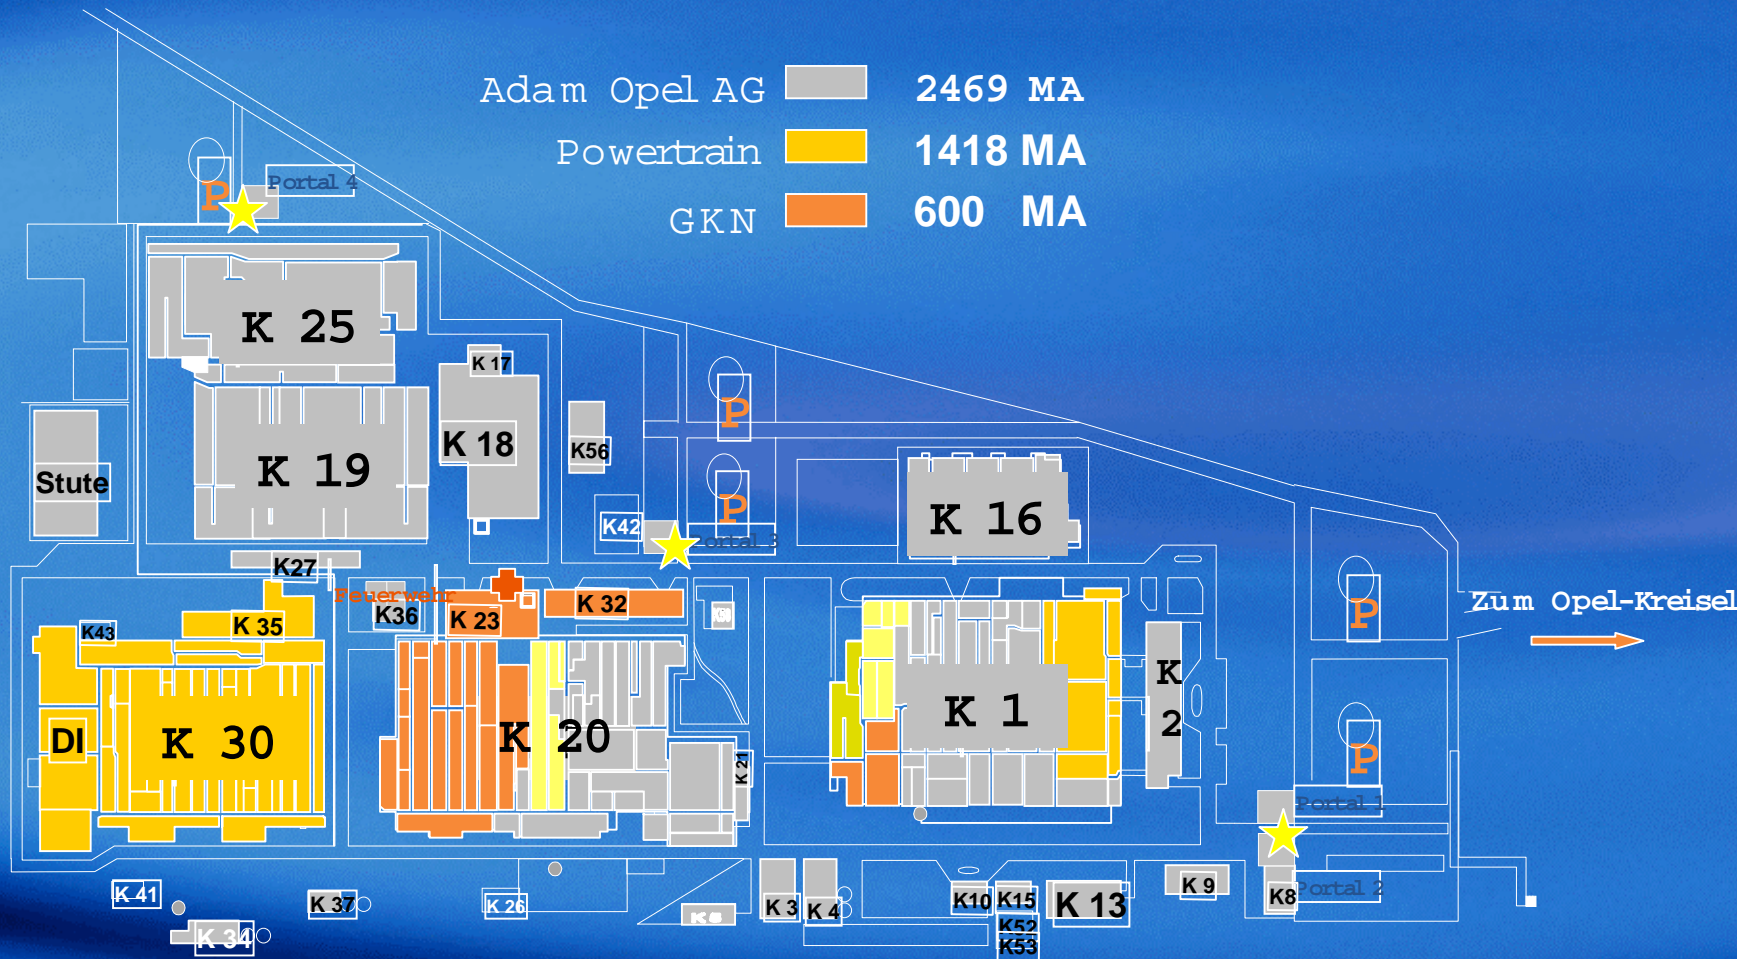 Adam Opel AG 2469 MA
Powertrain 1418 MA
GKN 600 MA
P
Portal 4
K 25
K 17
P
K 18
K56
K 19
Stute
P
K42
Portal 3
K 16
K27
Feuerwehr
K36
K 23
K 32
P
Zum Opel-Kreisel
K43
K 35
DI
K 30
K 20
K 21
K 1
K
2
P
Portal 1
Portal 2
K 41
K 37
K 26
K 34
K 3
K 4
K10
K15
K 13
K52
K53
K 9
K8